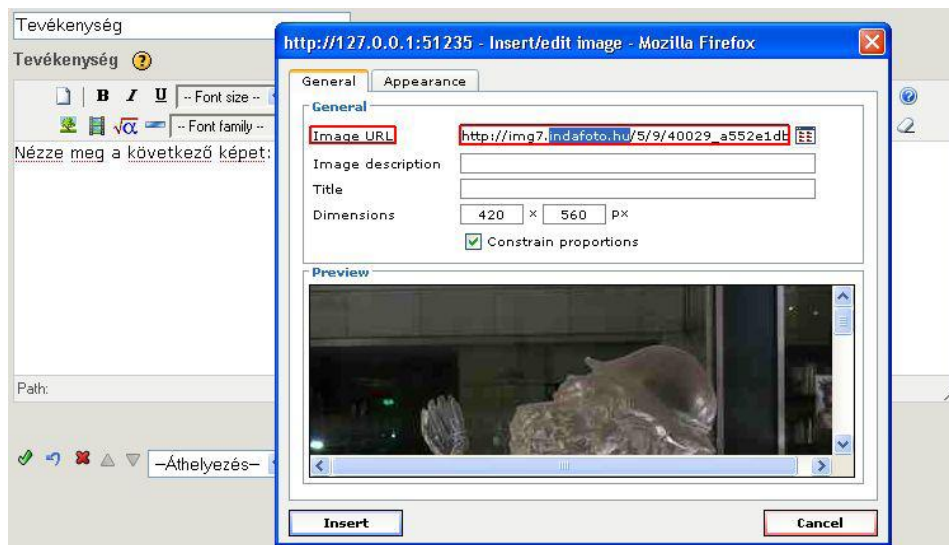 Tevékenység
Tevékenység
B I U -- Font size --
-- Font family --
Nézze meg a következő képet:
Path:
—Áthelyezés—
http://127.0.0.1:51235 - Insert/edit image - Mozilla Firefox
General Appearance
General
Image URL http://img7.indafoto.hu/5/9/40029_a552e1db
Image description
Title
Dimensions 420 × 560 px
Constrain proportions
Preview
Insert Cancel